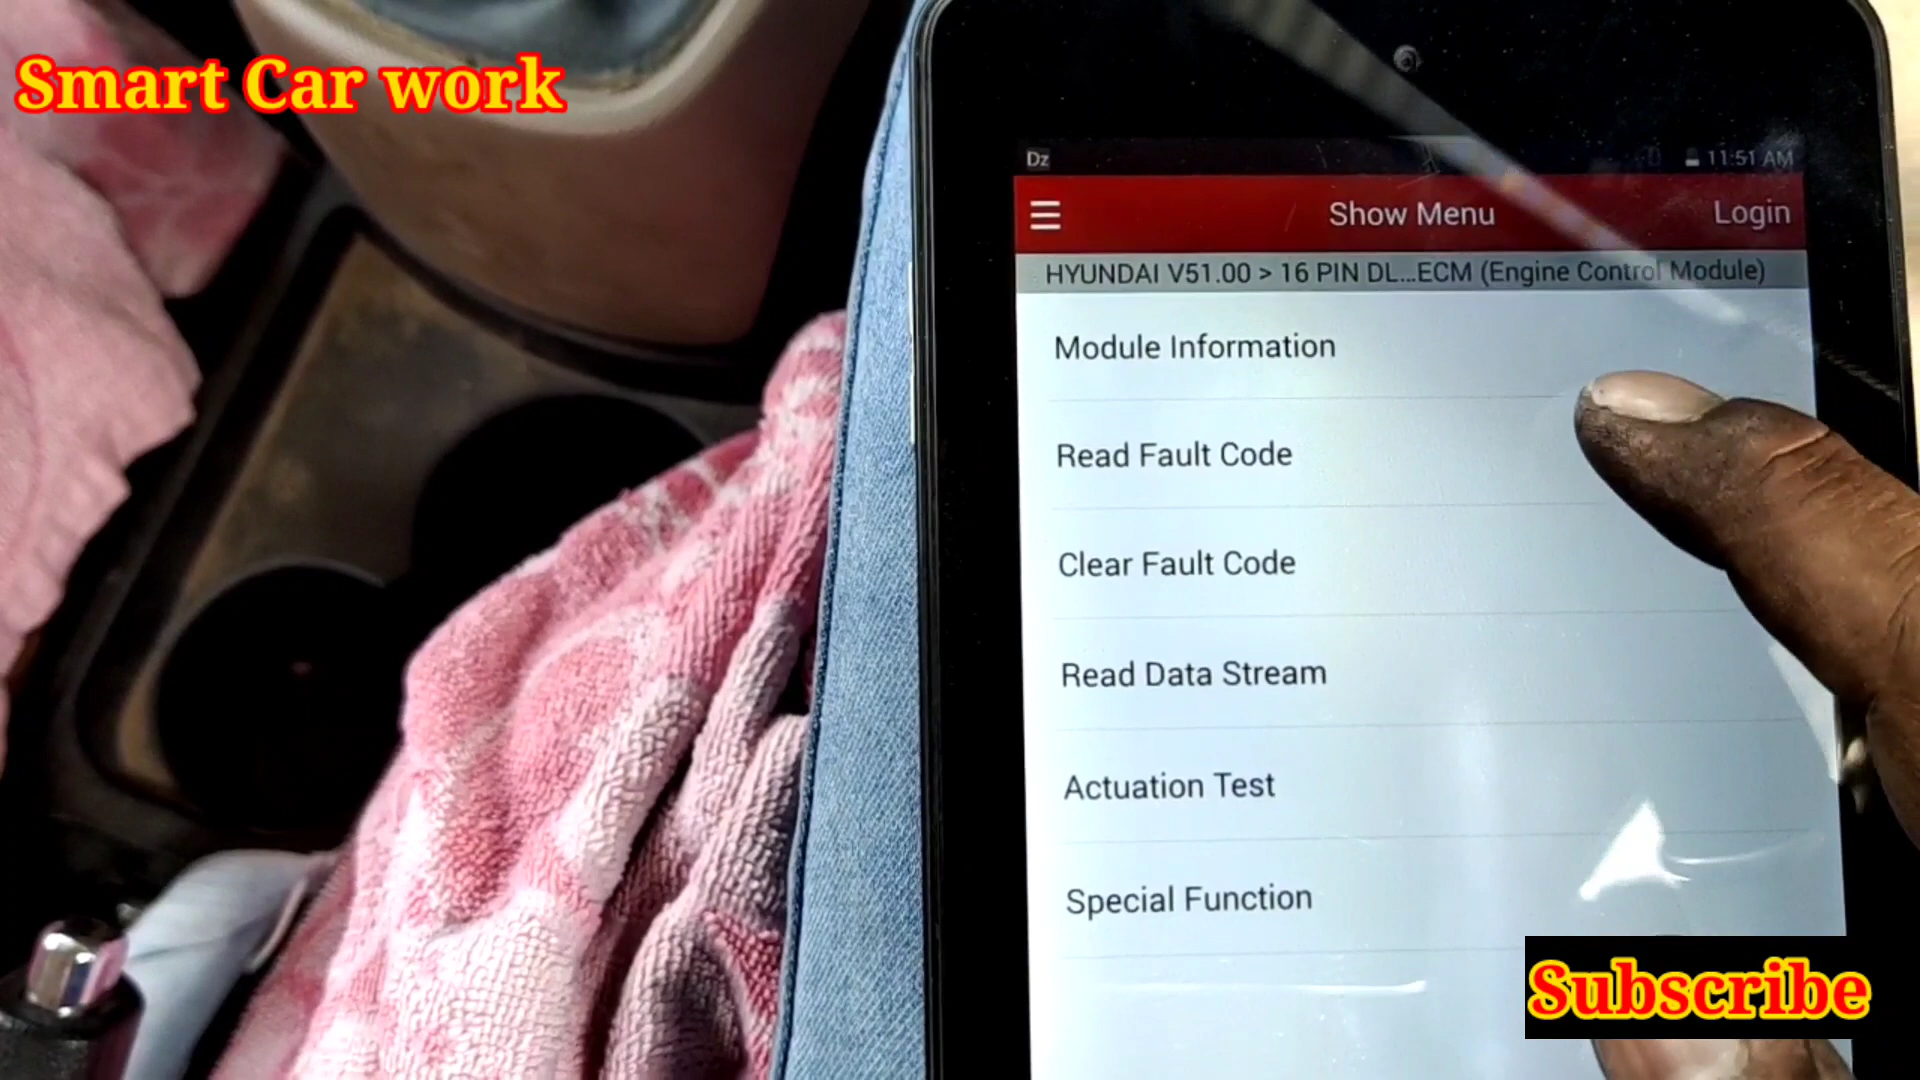 Smart Car work
Dz
11:51 AM
Show Menu
Login
HYUNDAI V51.00 > 16 PIN DL...ECM (Engine Control Module)
Module Information
Read Fault Code
Clear Fault Code
Read Data Stream
Actuation Test
Special Function
Subscribe